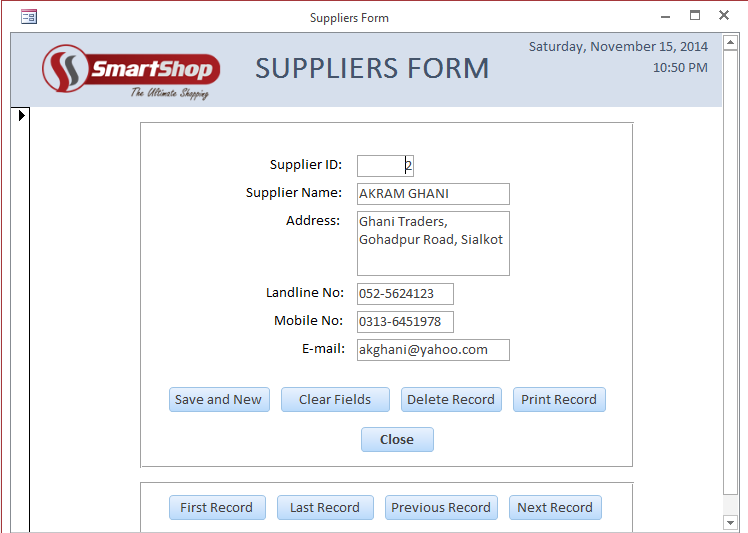 Suppliers Form
SmartShop
The Ultimate Shopping
SUPPLIERS FORM
Saturday, November 15, 2014
10:50 PM
Supplier ID: 2
Supplier Name: AKRAM GHANI
Address: Ghani Traders,
Gohadpur Road, Sialkot
Landline No: 052-5624123
Mobile No: 0313-6451978
E-mail: akghani@yahoo.com
Save and New Clear Fields Delete Record Print Record
Close
First Record Last Record Previous Record Next Record